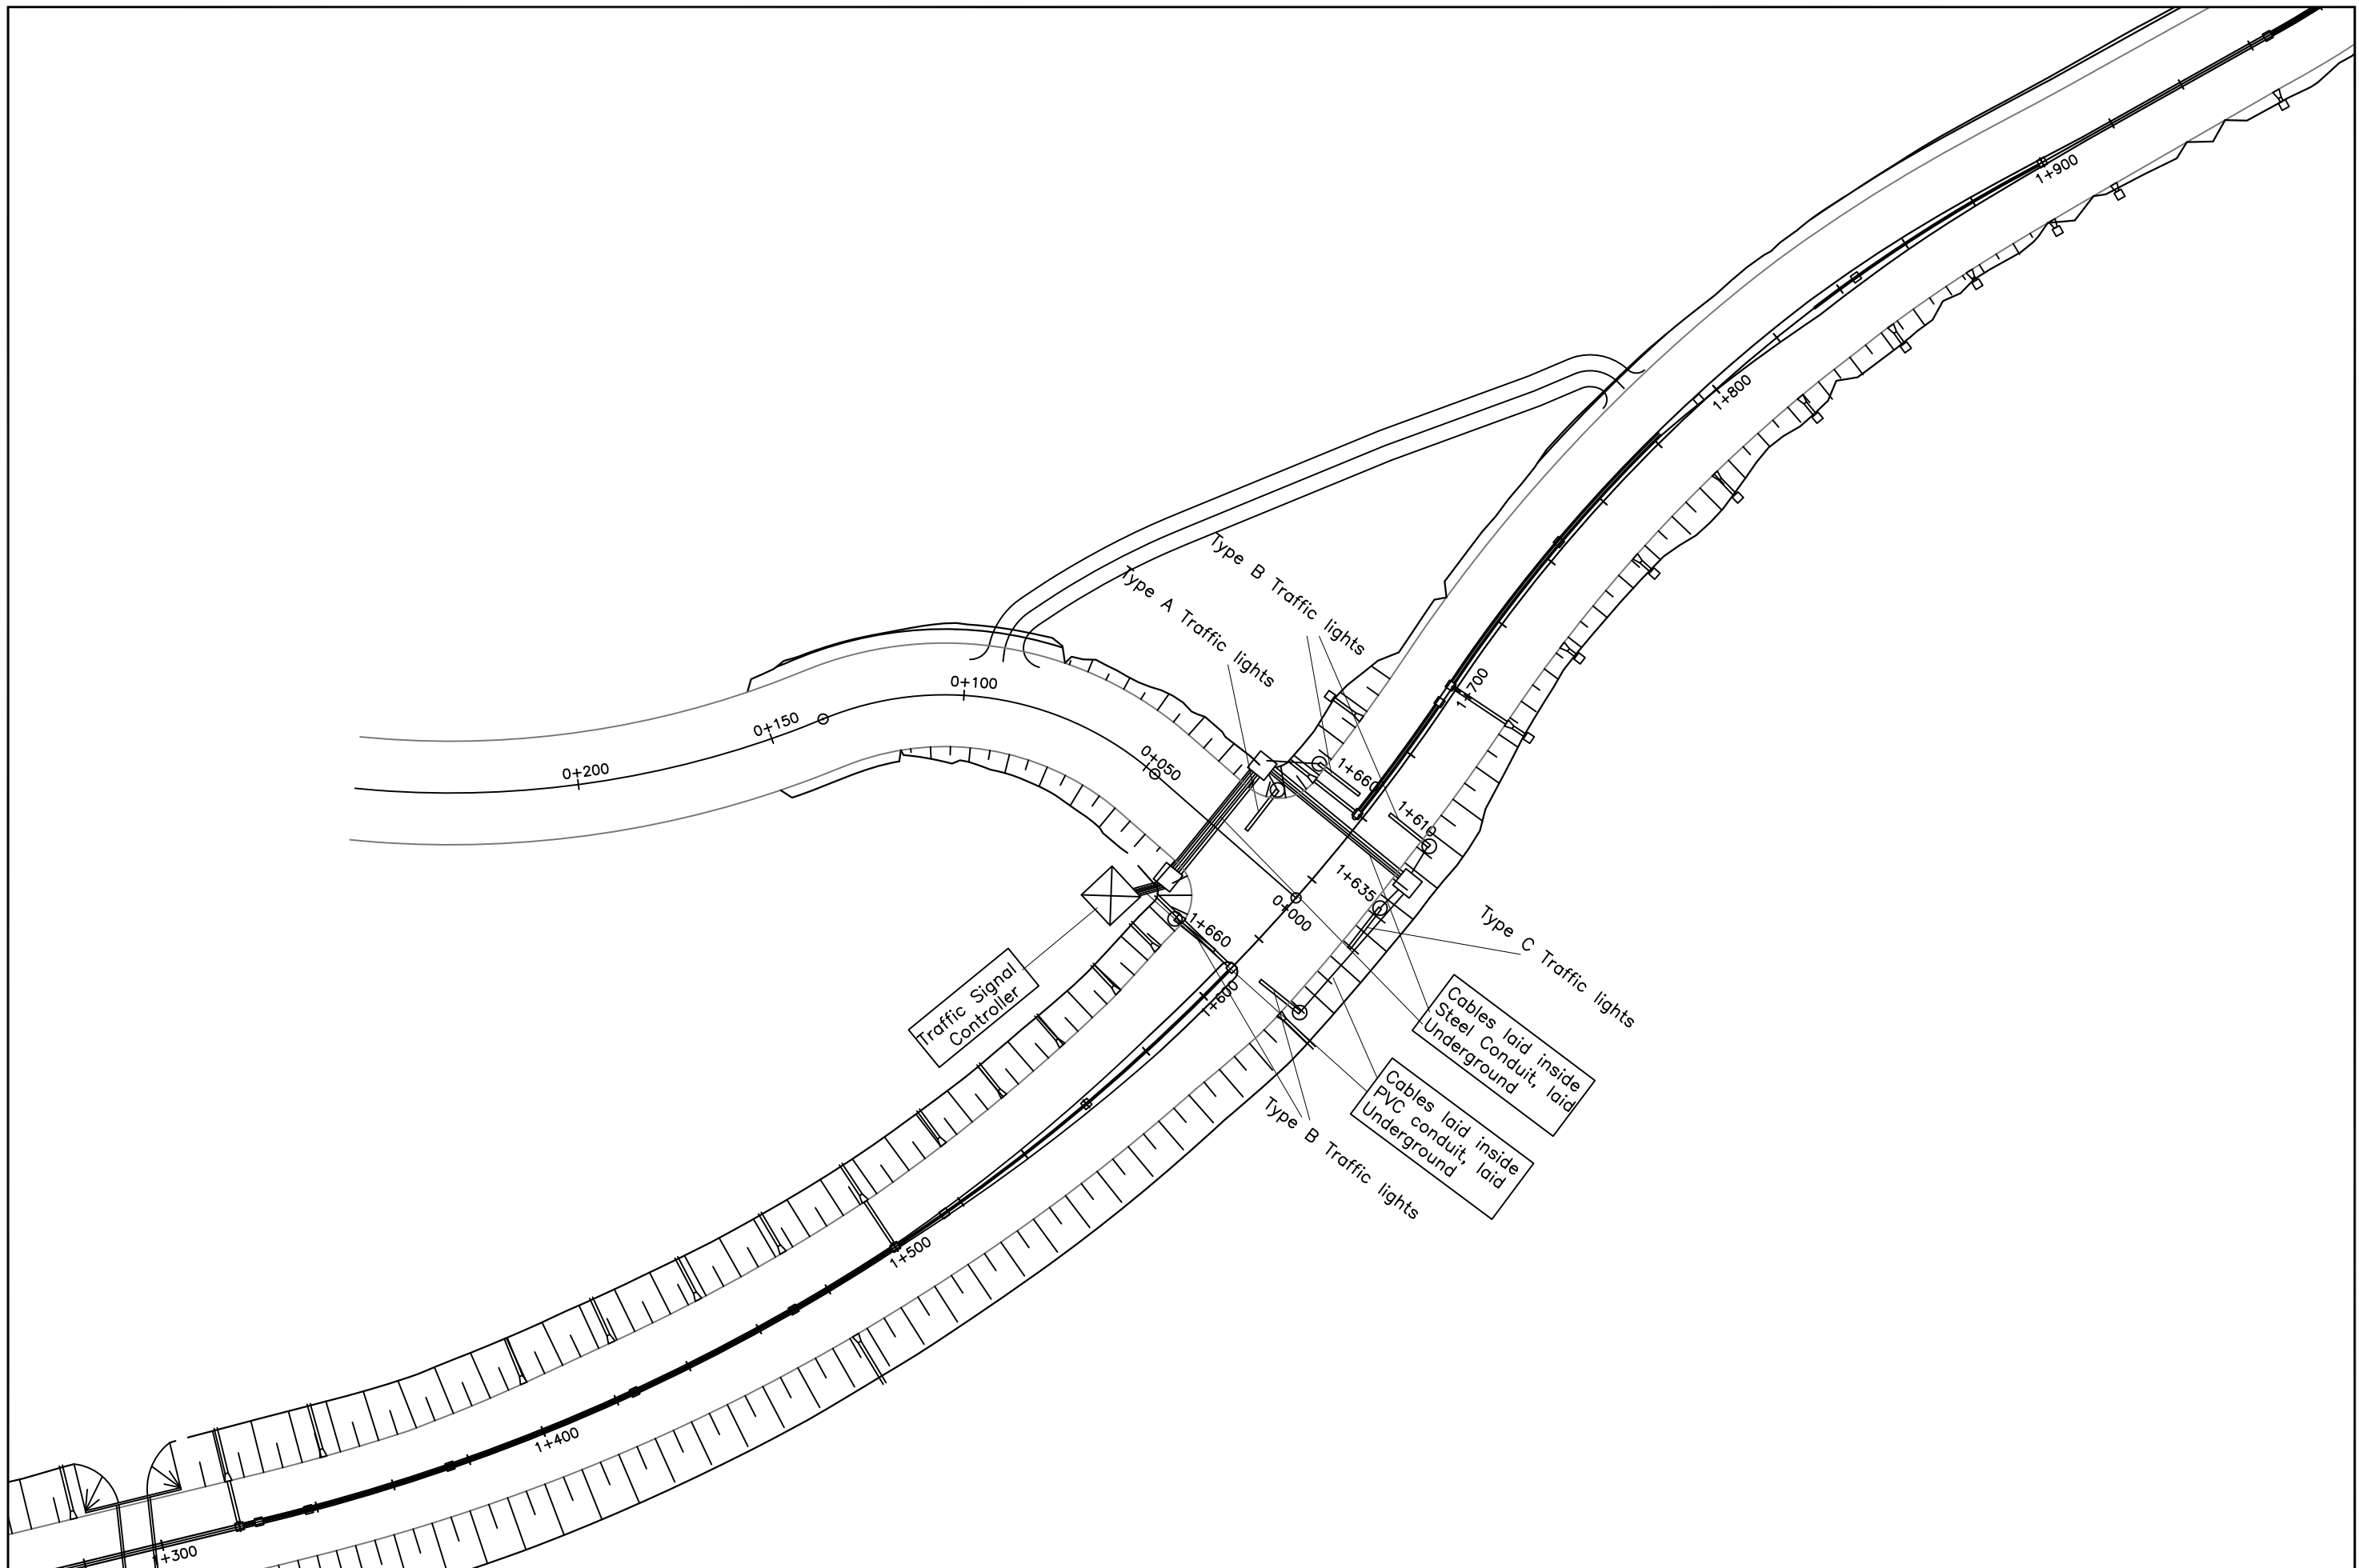 1+900
1+800
Type B Traffic lights
Type A Traffic lights
1+700
0+100
0+150
0+200
0+050
1+660
1+610
1+635
0+000
1+660
Type C Traffic lights
Traffic Signal
Controller
1+600
Cables laid inside
Steel Conduit, laid
Underground
Cables laid inside
PVC conduit, laid
Underground
Type B Traffic lights
1+500
1+400
1+300